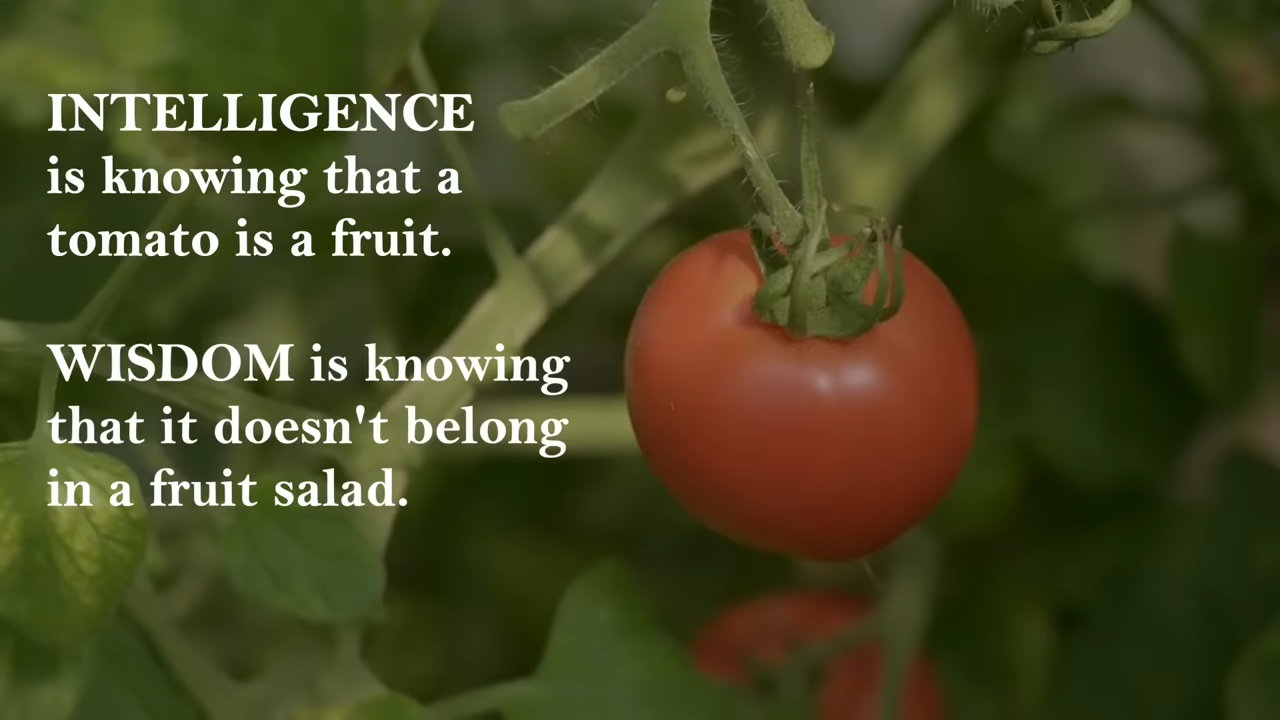 INTELLIGENCE
is knowing that a
tomato is a fruit.
WISDOM is knowing
that it doesn't belong
in a fruit salad.